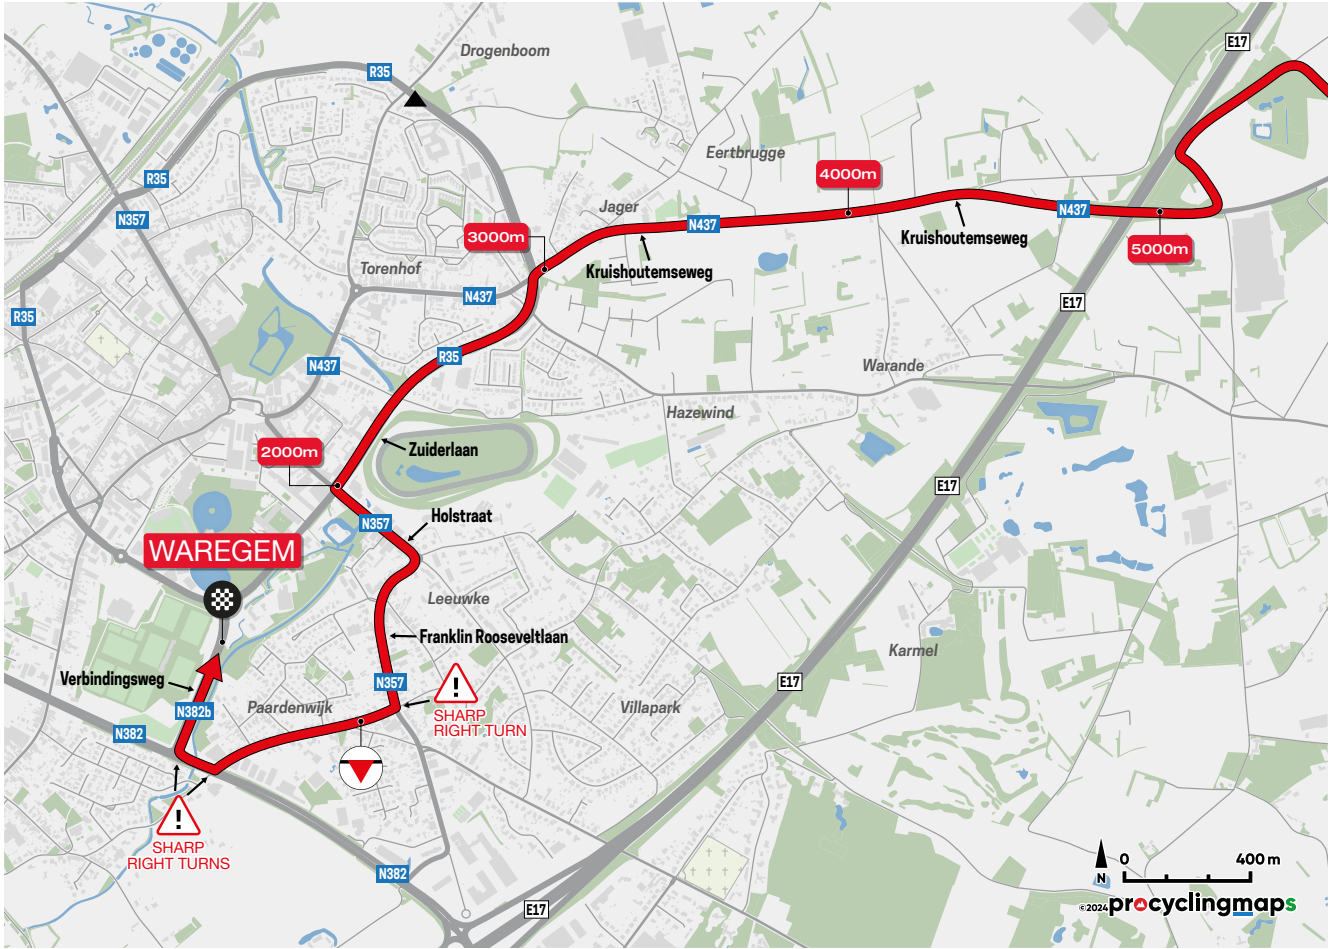 Drogenboom
E17
R35
Eertbrugge
4000m
R35
Jager
N357
N437
N437
3000m
Kruishoutemseweg
5000m
Torenhof
Kruishoutemseweg
N437
E17
R35
R35
N437
Warande
Hazewind
2000m
Zuiderlaan
E17
Holstraat
N357
WAREGEM
Leeuwke
Franklin Rooseveltlaan
Karmel
Verbindingsweg
N357
E17
N382b
Paardenwijk
Villapark
SHARP
RIGHT TURN
N382
!
!
SHARP
RIGHT TURNS
N382
N
0 400 m
E17
©2024 procyclingmaps